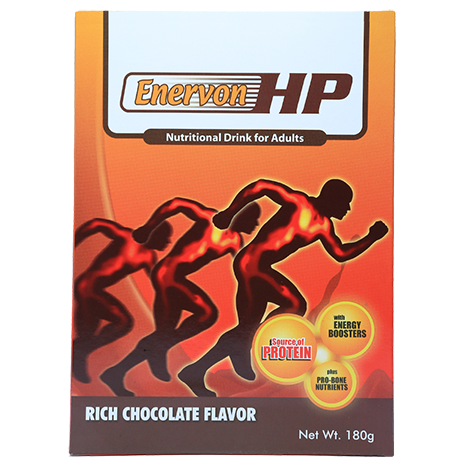 Enervon HP
Nutritional Drink for Adults
with
ENERGY
BOOSTERS
Source of
PROTEIN
plus
PRO-BONE
NUTRIENTS
RICH CHOCOLATE FLAVOR
Net Wt. 180g